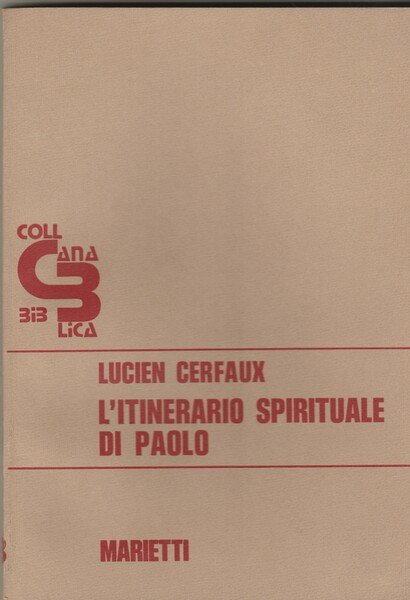 COLL
ANA
BiB
LiCA
LUCIEN CERFAUX
L'ITINERARIO SPIRITUALE
DI PAOLO
MARIETTI